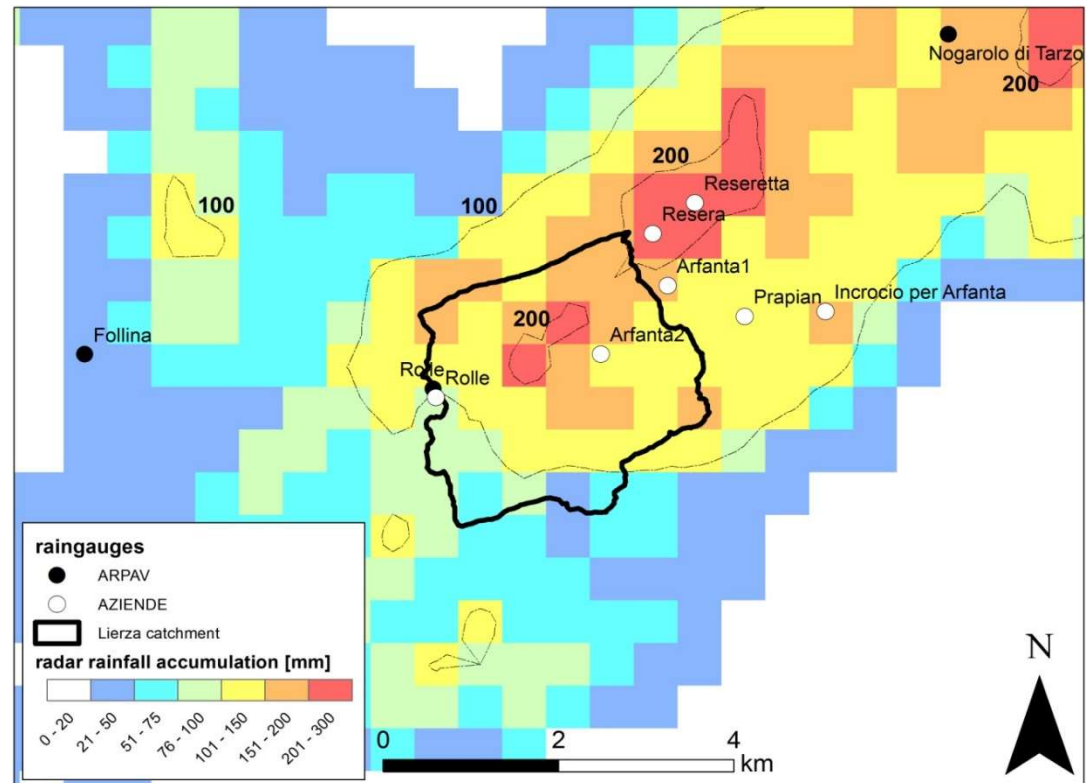 Nogarolo di Tarzo
200
200
Reseretta
100
100
Resera
Arfanta1
Prapian
Incrocio per Arfanta
200
Follina
Arfanta2
Rolle
Rolle
raingauges
ARPAV
AZIENDE
Lierza catchment
radar rainfall accumulation [mm]
0 - 20
21 - 50
51 - 75
76 - 100
101 - 150
151 - 200
201 - 300
0 2 4
km
N